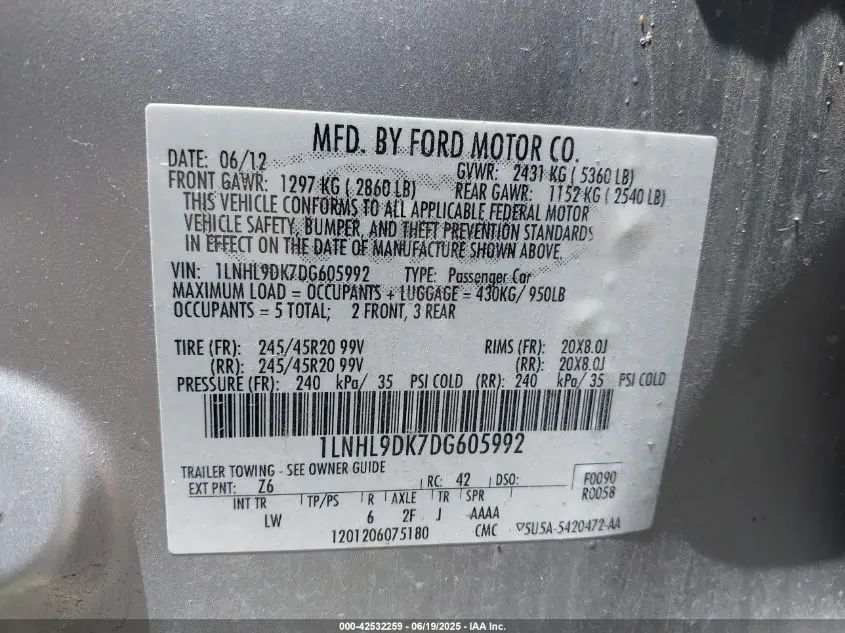 MFD. BY FORD MOTOR CO.
DATE: 06/12 GVWR: 2431 KG ( 5360 LB)
FRONT GAWR: 1297 KG ( 2860 LB) REAR GAWR: 1152 KG ( 2540 LB)
THIS VEHICLE CONFORMS TO ALL APPLICABLE FEDERAL MOTOR
VEHICLE SAFETY, BUMPER, AND THEFT PREVENTION STANDARDS
IN EFFECT ON THE DATE OF MANUFACTURE SHOWN ABOVE.
VIN: 1LNHL9DK7DG605992 TYPE: Passenger Car
MAXIMUM LOAD = OCCUPANTS + LUGGAGE = 430KG/ 950LB
OCCUPANTS = 5 TOTAL; 2 FRONT, 3 REAR
TIRE (FR): 245/45R20 99V RIMS (FR): 20X8.0J
(RR): 245/45R20 99V (RR): 20X8.0J
PRESSURE (FR): 240 kPa/ 35 PSI COLD (RR): 240 kPa/ 35 PSI COLD
1LNHL9DK7DG605992
TRAILER TOWING - SEE OWNER GUIDE
EXT PNT: Z6 RC: 42 DSO: F0090
R0058
INT TR TP/PS R AXLE TR SPR
LW 6 2F J AAAA
1201206075180 CMC ▽5U5A-5420472-AA
000-42532259 - 06/19/2025 - IAA Inc.